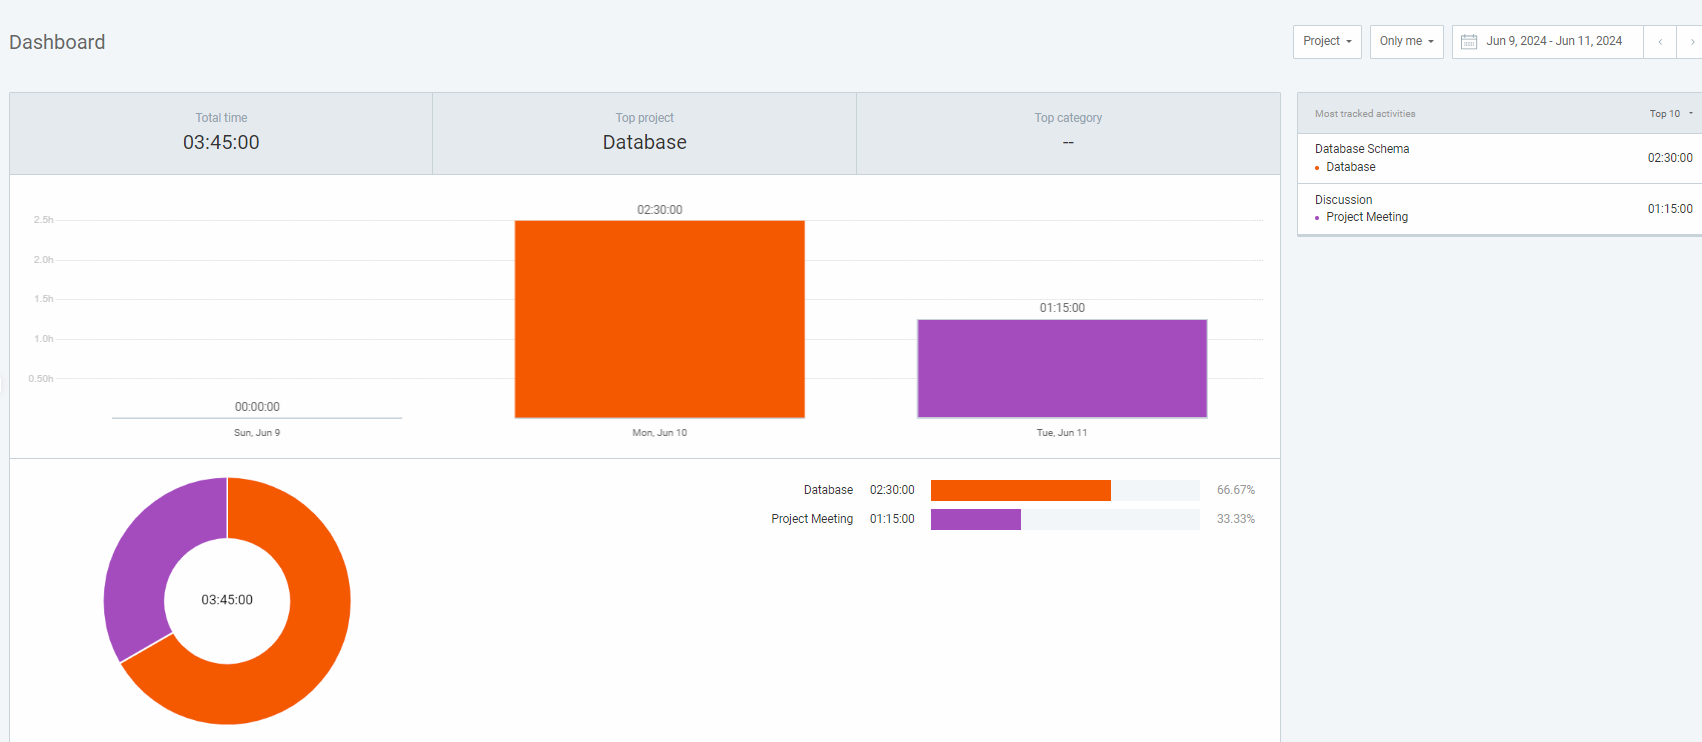 Dashboard
Project
Only me
Jun 9, 2024 - Jun 11, 2024
Total time
03:45:00
Top project
Database
Top category
--
2.5h
2.0h
1.5h
1.0h
0.50h
00:00:00
02:30:00
01:15:00
Sun, Jun 9
Mon, Jun 10
Tue, Jun 11
03:45:00
Database 02:30:00 66.67%
Project Meeting 01:15:00 33.33%
Most tracked activities Top 10
Database Schema
Database
02:30:00
Discussion
Project Meeting
01:15:00